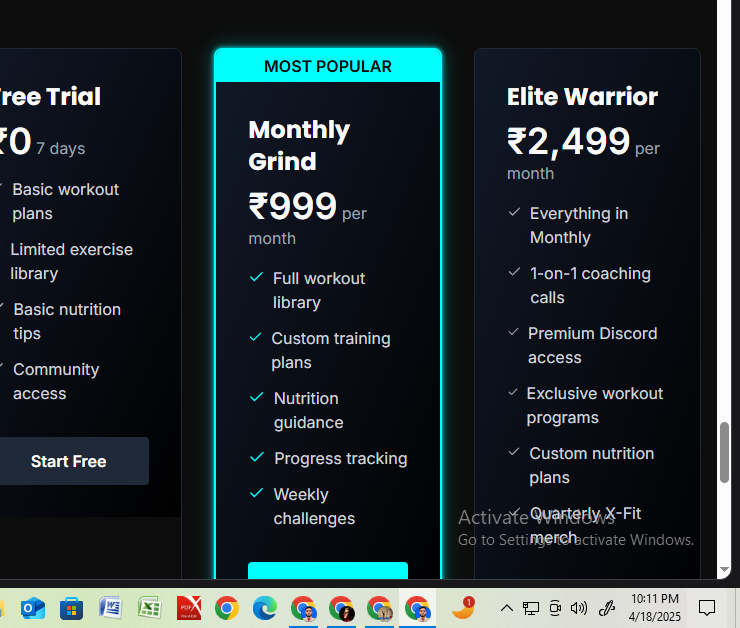 ree Trial
₹0 7 days
Basic workout
plans
Limited exercise
library
Basic nutrition
tips
Community
access
Start Free
MOST POPULAR
Monthly
Grind
₹999 per
month
Full workout
library
Custom training
plans
Nutrition
guidance
Progress tracking
Weekly
challenges
Elite Warrior
₹2,499 per
month
Everything in
Monthly
1-on-1 coaching
calls
Premium Discord
access
Exclusive workout
programs
Custom nutrition
plans
Quarterly X-Fit
merch
Activate Windows
Go to Settings to activate Windows.
1
10:11 PM
4/18/2025